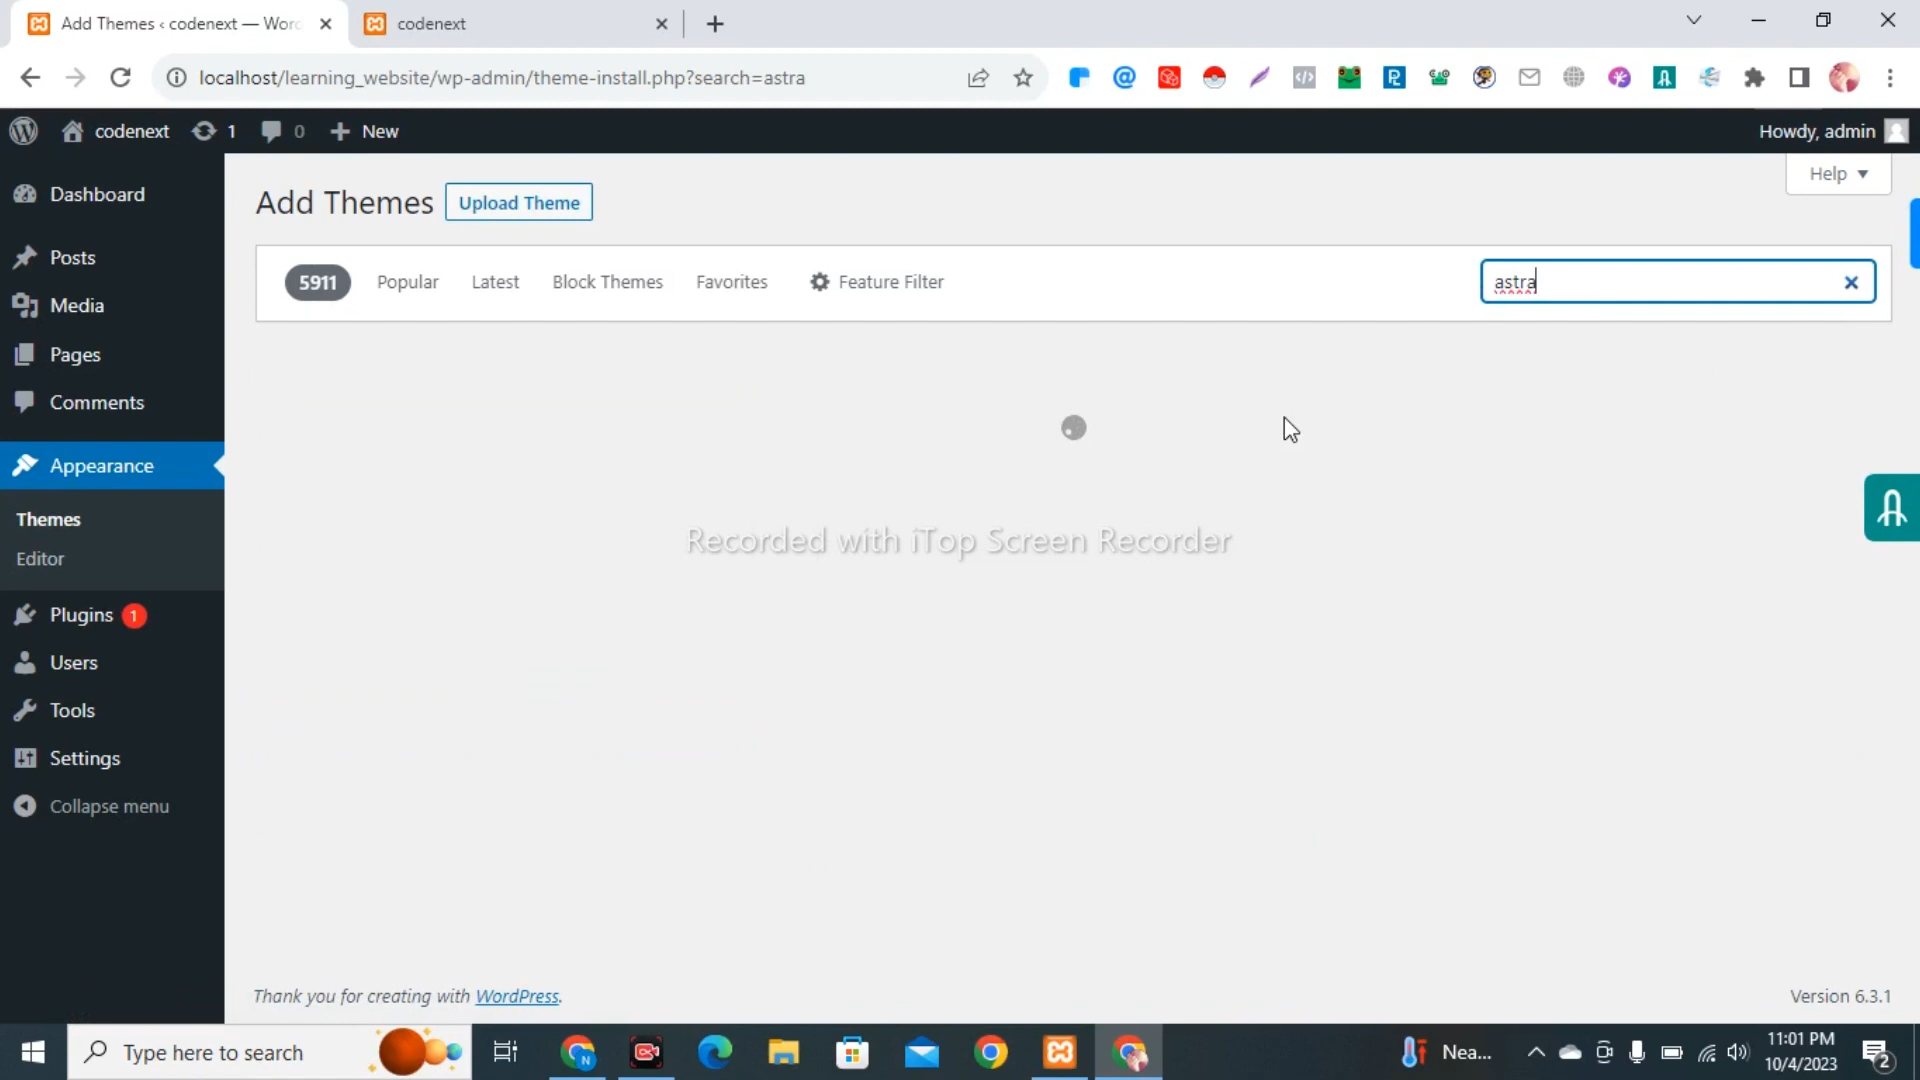 Add Themes ‹ codenext — Word
codenext
localhost/learning_website/wp-admin/theme-install.php?search=astra
codenext
1
0
New
Howdy, admin
Help
Dashboard
Posts
Media
Pages
Comments
Appearance
Themes
Editor
Plugins 1
Users
Tools
Settings
Collapse menu
Add Themes
Upload Theme
5911
Popular
Latest
Block Themes
Favorites
Feature Filter
astra
Recorded with iTop Screen Recorder
Thank you for creating with WordPress.
Version 6.3.1
Type here to search
Nea...
11:01 PM
10/4/2023
2